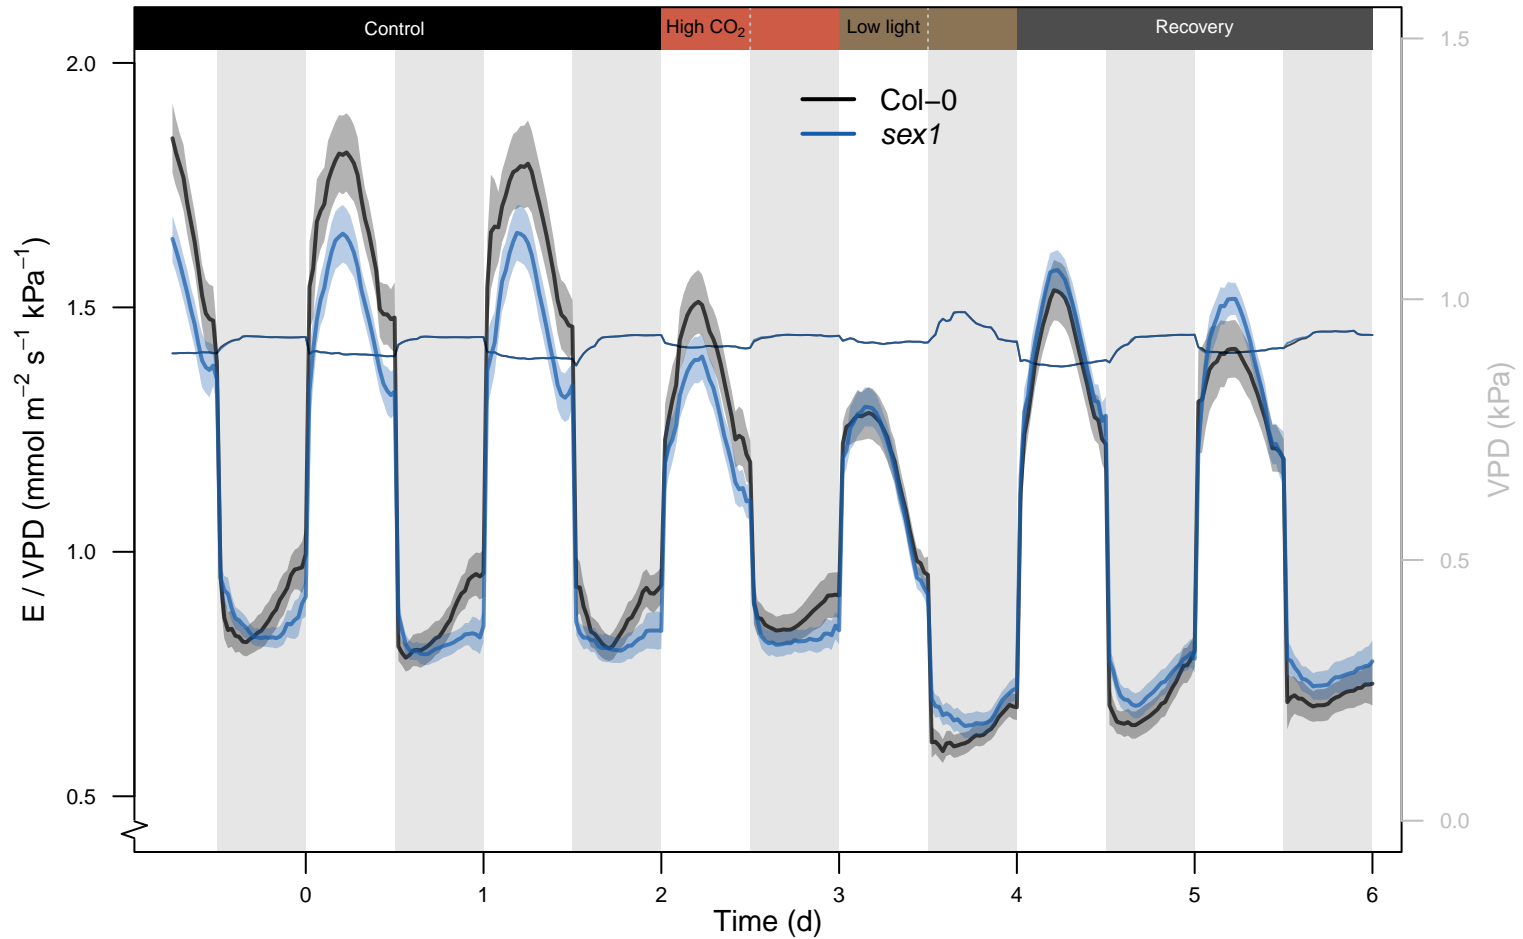 Control
High CO₂
Low light
Recovery
2.0
1.5
1.0
0.5
E / VPD (mmol m⁻² s⁻¹ kPa⁻¹)
Col−0
sex1
1.5
1.0
0.5
0.0
VPD (kPa)
0 1 2 3 4 5 6
Time (d)